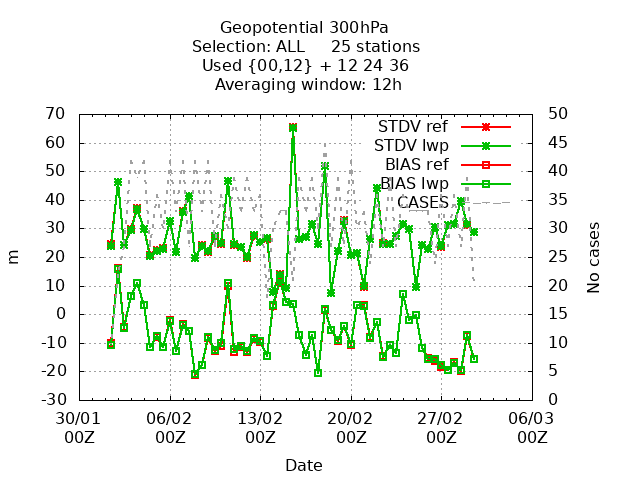 Geopotential 300hPa
Selection: ALL     25 stations
Used {00,12} + 12 24 36
Averaging window: 12h
70
60
50
40
30
20
10
0
-10
-20
-30
m
50
45
40
35
30
25
20
15
10
5
0
No cases
STDV ref
STDV lwp
BIAS ref
BIAS lwp
CASES
30/01 06/02 13/02 20/02 27/02 06/03
00Z 00Z 00Z 00Z 00Z 00Z
Date